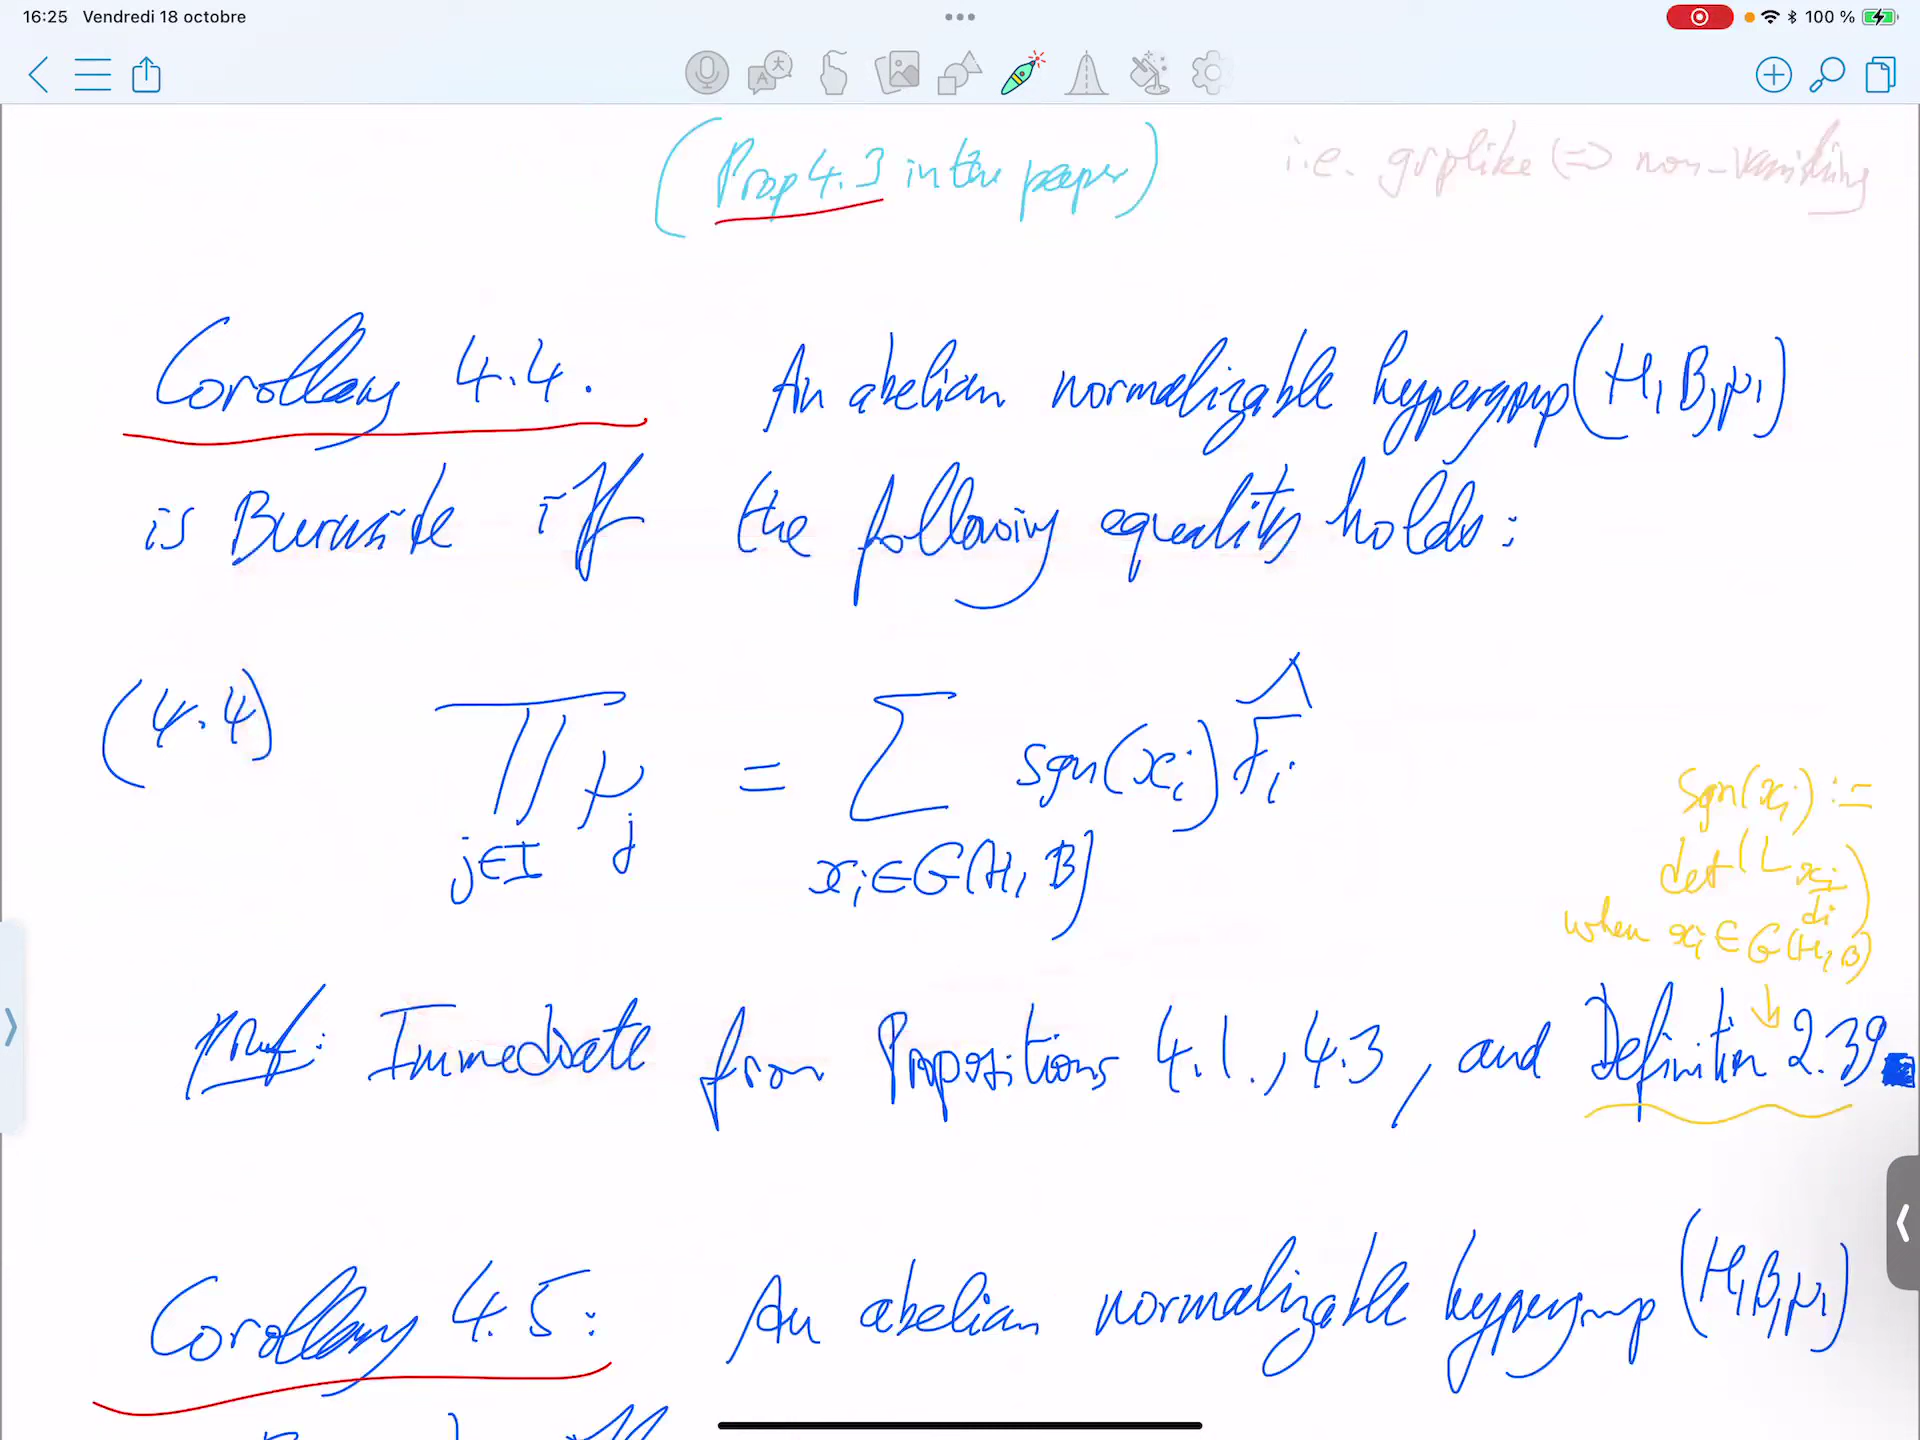 16:25 Vendredi 18 octobre
100 %
(Prop 4.3 in the paper)
i.e. grplike (=> non-vanishing
Corollary 4.4. An abelian normalizable hypergroup (H, B, μ₁)
is Burnside iff the following equality holds:
(4.4) ∏_{j∈I} μ_j = ∑_{x_i∈G(H, B)} sgn(x_i) F̂_i
sgn(x_i) :=
det(L_{x_i/d_i})
when x_i ∈ G(H, B)
Proof: Immediate from Propositions 4.1., 4.3, and Definition 2.39
Corollary 4.5: An abelian normalizable hypergroup (H, B, μ₁)